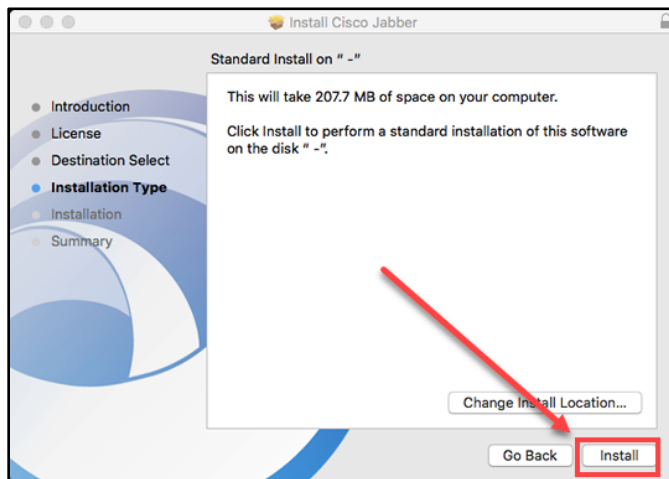 Install Cisco Jabber
Standard Install on “ -”
Introduction
License
Destination Select
Installation Type
Installation
Summary
This will take 207.7 MB of space on your computer.
Click Install to perform a standard installation of this software
on the disk “ -”.
Change Install Location...
Go Back
Install